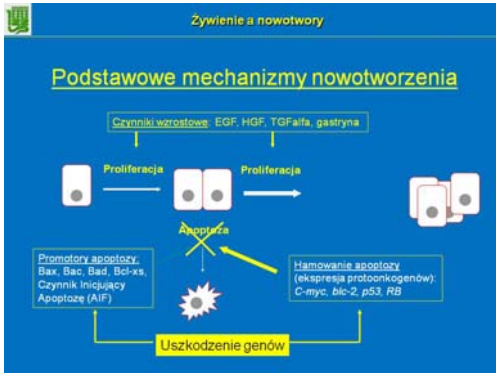 Żywienie a nowotwory
Podstawowe mechanizmy nowotworzenia
Czynniki wzrostowe: EGF, HGF, TGFalfa, gastryna
Proliferacja
Proliferacja
Apoptoza
Promotory apoptozy:
Bax, Bac, Bad, Bcl-xs,
Czynnik Inicjujący
Apoptozę (AIF)
Hamowanie apoptozy
(ekspresja protoonkogenów):
C-myc, blc-2, p53, RB
Uszkodzenie genów